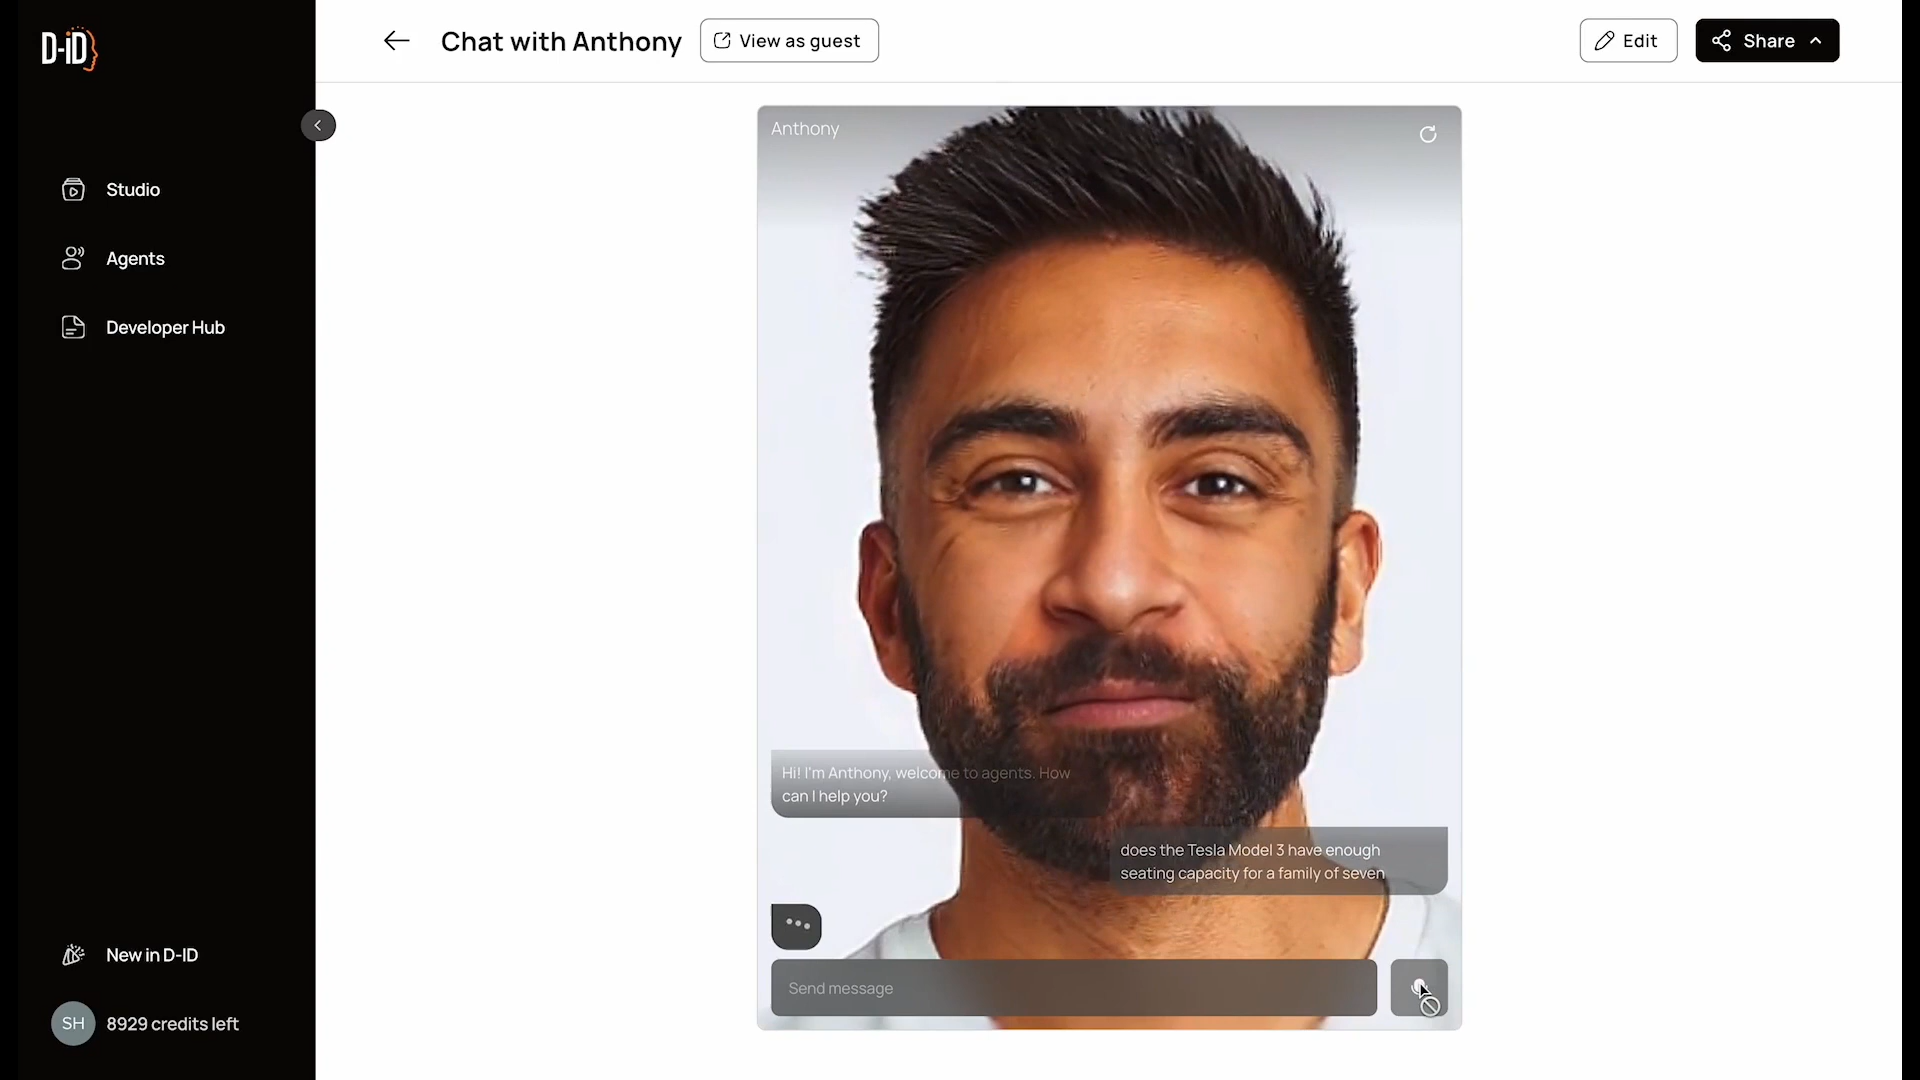 D-iD
Chat with Anthony
View as guest
Edit
Share
Studio
Agents
Developer Hub
Anthony
Hi! I'm Anthony, welcome to agents. How
can I help you?
does the Tesla Model 3 have enough
seating capacity for a family of seven
Send message
New in D-ID
SH
8929 credits left